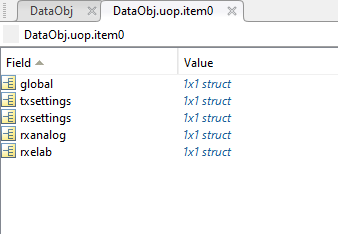 DataObj DataObj.uop.item0
DataObj.uop.item0
Field Value
global 1x1 struct
txsettings 1x1 struct
rxsettings 1x1 struct
rxanalog 1x1 struct
rxelab 1x1 struct